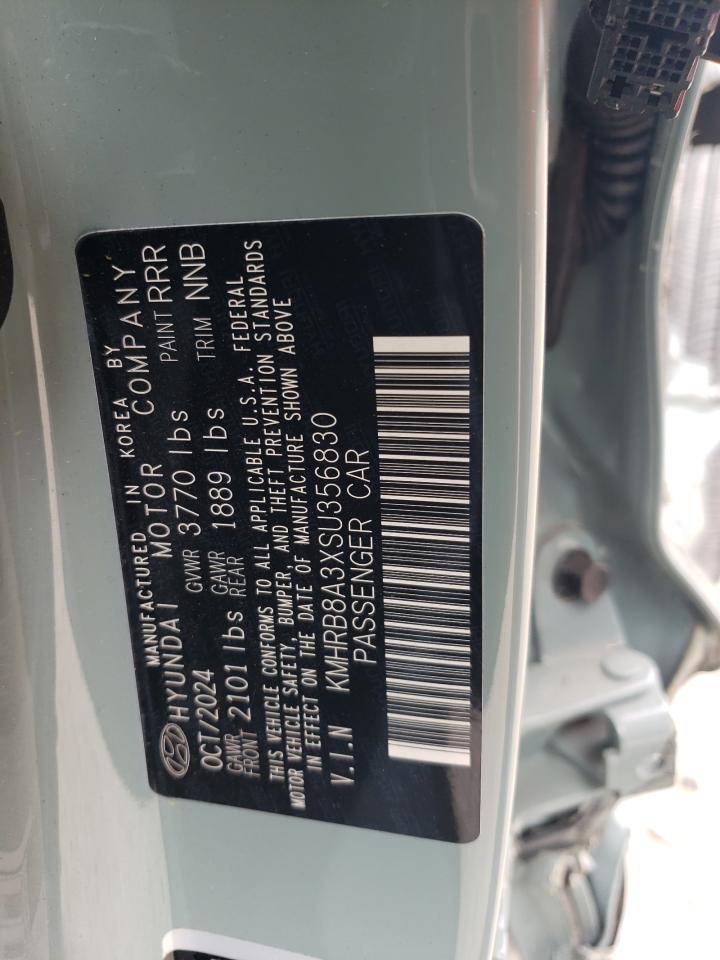 MANUFACTURED IN KOREA BY
HYUNDAI MOTOR COMPANY
OCT/2024 GVWR 3770 lbs PAINT RRR
GAWR FRONT 2101 lbs GAWR REAR 1889 lbs TRIM NNB
THIS VEHICLE CONFORMS TO ALL APPLICABLE U.S.A. FEDERAL
MOTOR VEHICLE SAFETY, BUMPER, AND THEFT PREVENTION STANDARDS
IN EFFECT ON THE DATE OF MANUFACTURE SHOWN ABOVE
V.I.N KMHRB8A3XSU356830
PASSENGER CAR